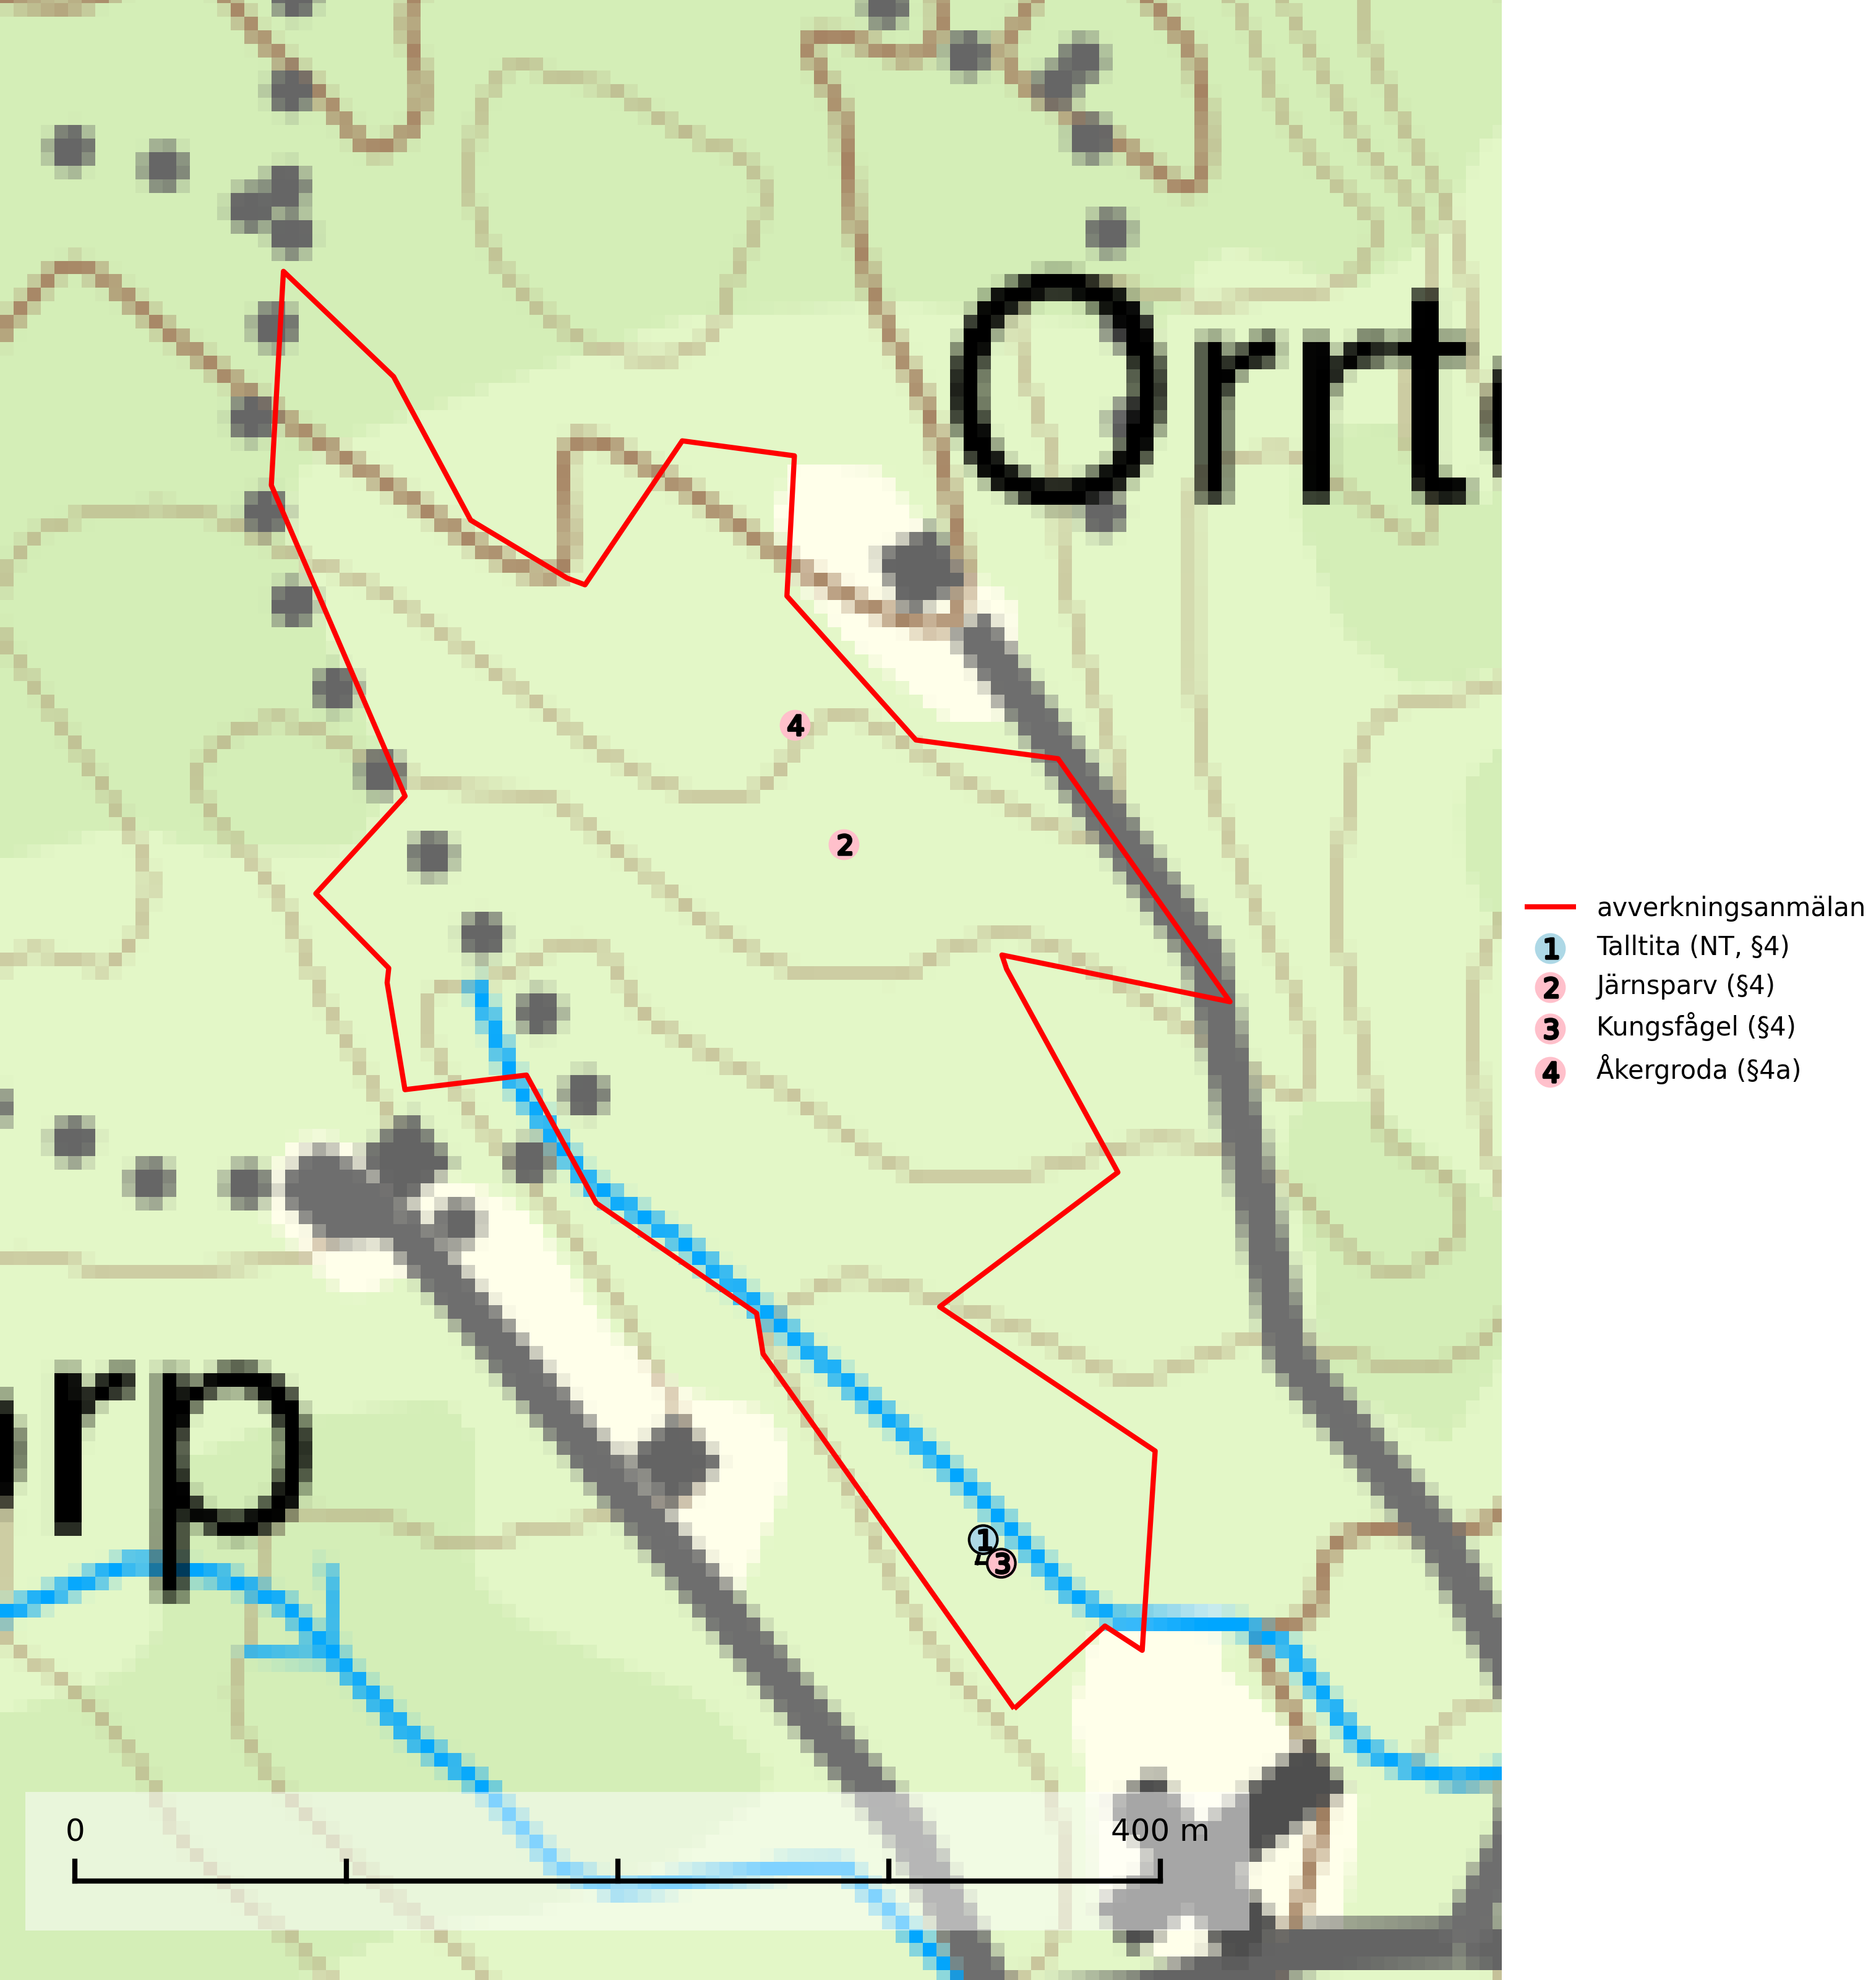 Orrt
4
2
rp
1
3
0 400 m
avverkningsanmälan
1 Talltita (NT, §4)
2 Järnsparv (§4)
3 Kungsfågel (§4)
4 Åkergroda (§4a)